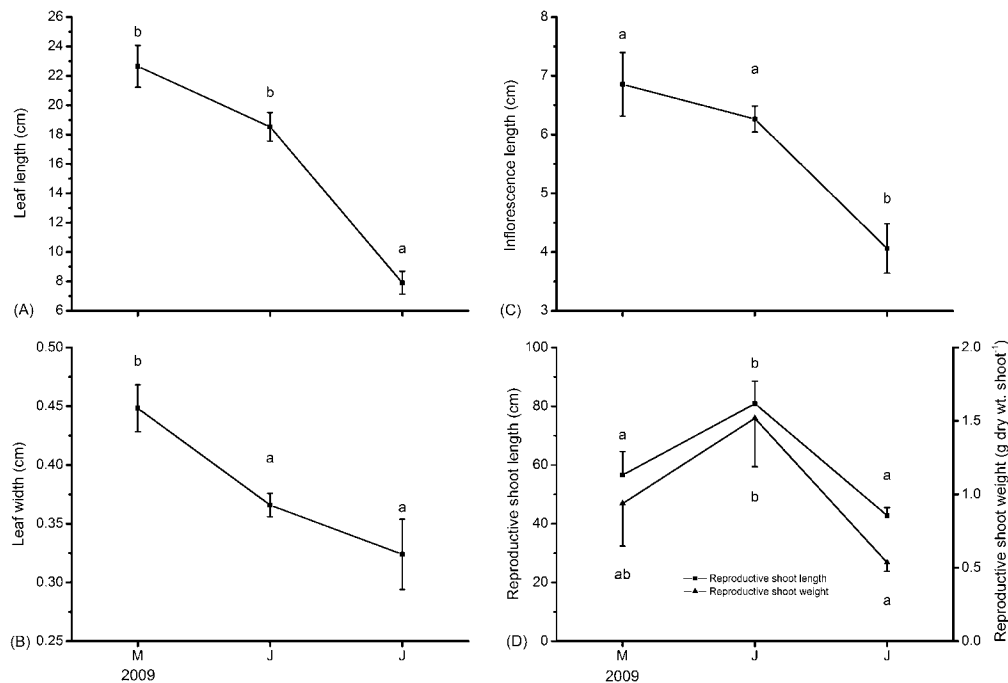 26
24
22
20
18
16
14
12
10
8
6
Leaf length (cm)
b
b
a
(A)
8
7
6
5
4
3
Inflorescence length (cm)
a
a
b
(C)
0.50
0.45
0.40
0.35
0.30
0.25
Leaf width (cm)
b
a
a
(B)
M
J
J
2009
100
80
60
40
20
0
Reproductive shoot length (cm)
a
b
a
ab
b
a
Reproductive shoot length
Reproductive shoot weight
(D)
M
J
J
2009
2.0
1.5
1.0
0.5
0.0
Reproductive shoot weight (g dry wt. shoot⁻¹)